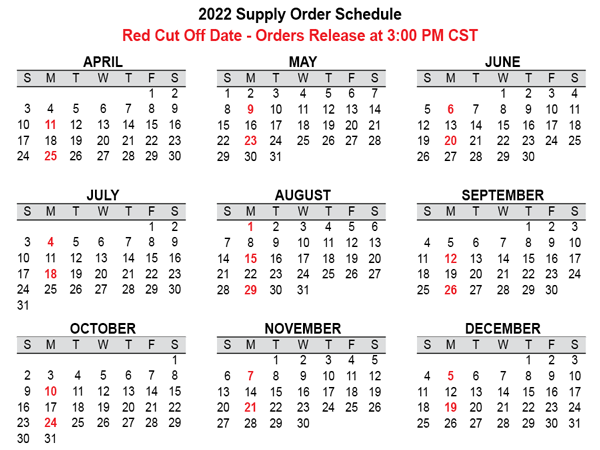 2022 Supply Order Schedule
Red Cut Off Date - Orders Release at 3:00 PM CST
APRIL
S M T W T F S
1 2
3 4 5 6 7 8 9
10 11 12 13 14 15 16
17 18 19 20 21 22 23
24 25 26 27 28 29 30
MAY
S M T W T F S
1 2 3 4 5 6 7
8 9 10 11 12 13 14
15 16 17 18 19 20 21
22 23 24 25 26 27 28
29 30 31
JUNE
S M T W T F S
1 2 3 4
5 6 7 8 9 10 11
12 13 14 15 16 17 18
19 20 21 22 23 24 25
26 27 28 29 30
JULY
S M T W T F S
1 2
3 4 5 6 7 8 9
10 11 12 13 14 15 16
17 18 19 20 21 22 23
24 25 26 27 28 29 30
31
AUGUST
S M T W T F S
1 2 3 4 5 6
7 8 9 10 11 12 13
14 15 16 17 18 19 20
21 22 23 24 25 26 27
28 29 30 31
SEPTEMBER
S M T W T F S
1 2 3
4 5 6 7 8 9 10
11 12 13 14 15 16 17
18 19 20 21 22 23 24
25 26 27 28 29 30
OCTOBER
S M T W T F S
1
2 3 4 5 6 7 8
9 10 11 12 13 14 15
16 17 18 19 20 21 22
23 24 25 26 27 28 29
30 31
NOVEMBER
S M T W T F S
1 2 3 4 5
6 7 8 9 10 11 12
13 14 15 16 17 18 19
20 21 22 23 24 25 26
27 28 29 30
DECEMBER
S M T W T F S
1 2 3
4 5 6 7 8 9 10
11 12 13 14 15 16 17
18 19 20 21 22 23 24
25 26 27 28 29 30 31